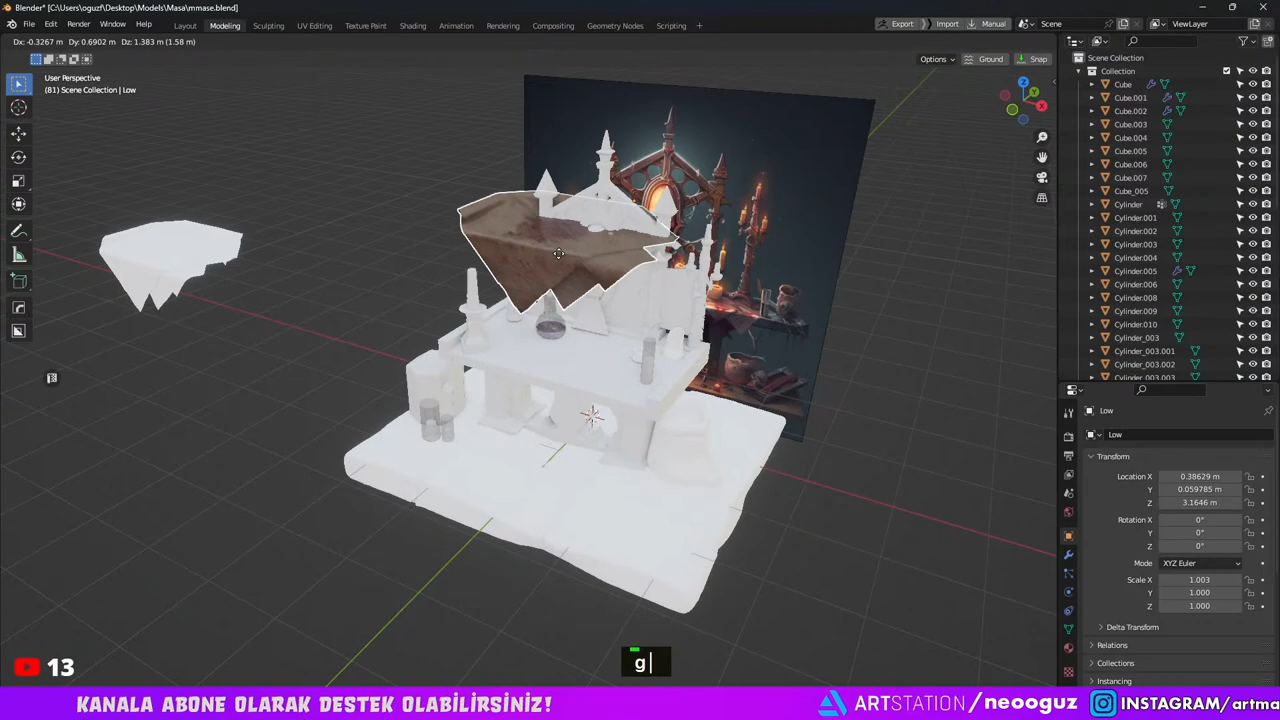 Blender* [C:\Users\oguzf\Desktop\Models\Masa\mmase.blend]
File Edit Render Window Help
Layout Modeling Sculpting UV Editing Texture Paint Shading Animation Rendering Compositing Geometry Nodes Scripting +
Export Import Manual Scene ViewLayer
Dx: -0.3267 m Dy: 0.6902 m Dz: 1.383 m (1.58 m)
Options Ground Snap
User Perspective
(81) Scene Collection | Low
X
Y
Z
Scene Collection
Collection
Cube
Cube.001
Cube.002
Cube.003
Cube.004
Cube.005
Cube.006
Cube.007
Cube_005
Cylinder
Cylinder.001
Cylinder.002
Cylinder.003
Cylinder.004
Cylinder.005
Cylinder.006
Cylinder.008
Cylinder.009
Cylinder.010
Cylinder_003
Cylinder_003.001
Cylinder_003.002
Cylinder_003.003
Low
Low
Transform
Location X 0.38629 m
Y 0.059785 m
Z 3.1646 m
Rotation X 0°
Y 0°
Z 0°
Mode XYZ Euler
Scale X 1.003
Y 1.000
Z 1.000
Delta Transform
Relations
Collections
Instancing
g
13
KANALA ABONE OLARAK DESTEK OLABİLİRSİNİZ!
ARTSTATION/neooguz
INSTAGRAM/artma